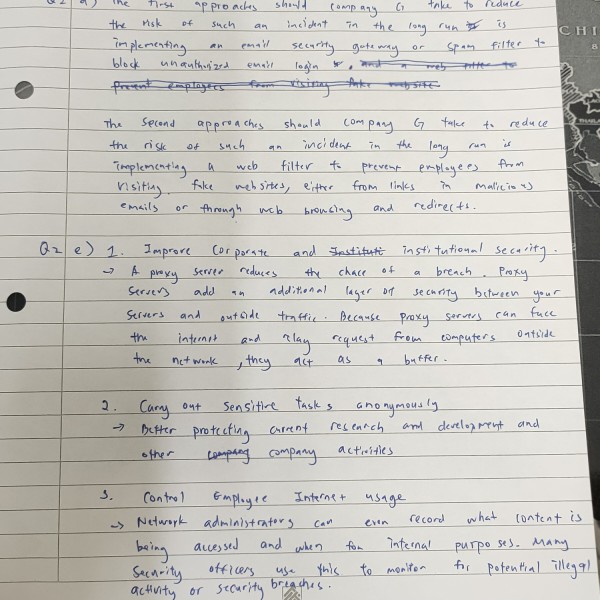 Q2 a) The first approaches should company G take to reduce
the risk of such an incident in the long run is
implementing an email security gateway or spam filter to
block unauthorized email login . and a web filter to
prevent employees from visiting fake website.
The second approaches should company G take to reduce
the risk of such an incident in the long run is
implementing a web filter to prevent employees from
visiting fake websites, either from links in malicious
emails or through web browsing and redirects.
Q2 e) 1. Improve corporate and Instituti institutional security.
→ A proxy server reduces the chace of a breach. Proxy
servers add an additional layer of security between your
servers and outside traffic. Because proxy servers can face
the internet and relay request from computers outside
the network, they act as a buffer.
2. Carry out sensitive tasks anonymously
→ Better protecting current research and development and
other company company activities
3. Control Employee Internet usage
→ Network administrators can even record what content is
being accessed and when for internal purposes. Many
Security officers use this to monitor for potential illegal
activity or security breaches.
CHI